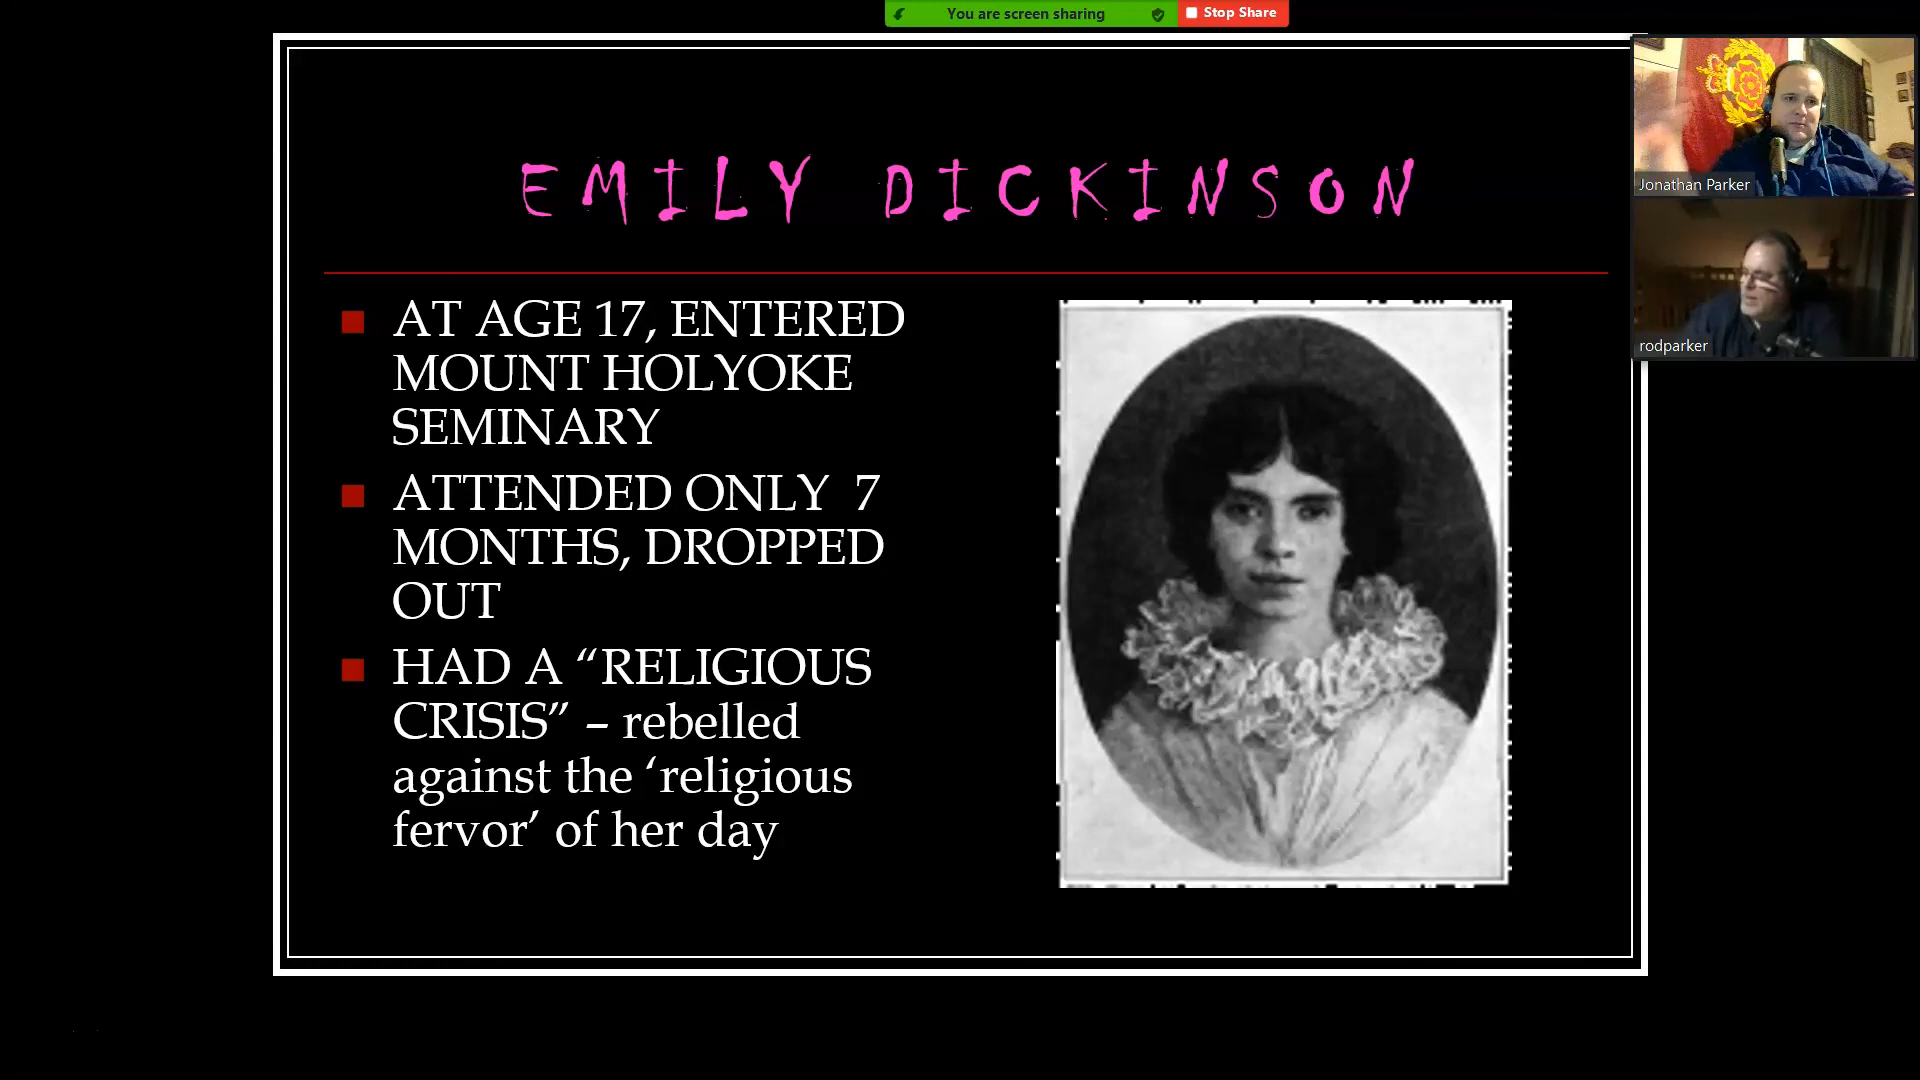 You are screen sharing
Stop Share
EMILY DICKINSON
AT AGE 17, ENTERED
MOUNT HOLYOKE
SEMINARY
ATTENDED ONLY 7
MONTHS, DROPPED
OUT
HAD A “RELIGIOUS
CRISIS” – rebelled
against the ‘religious
fervor’ of her day
Jonathan Parker
rodparker